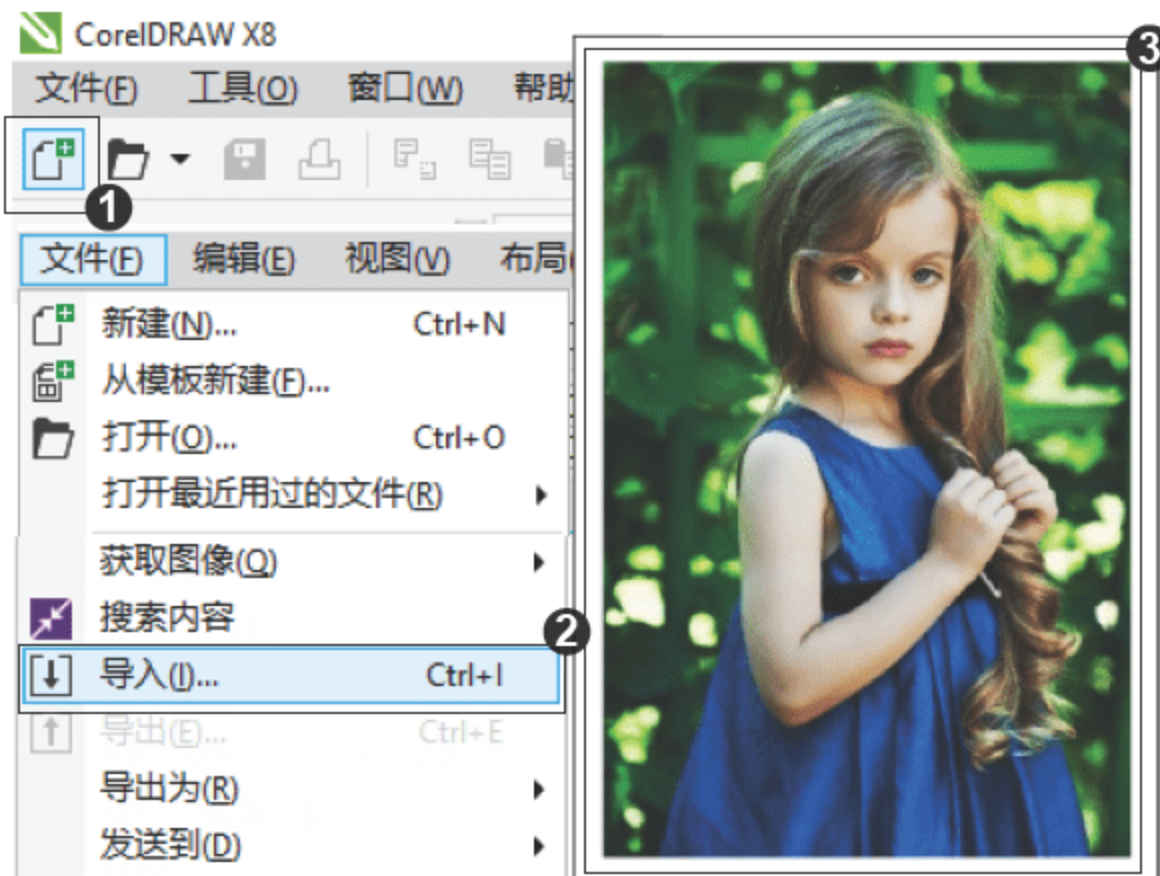 CorelDRAW X8
文件(F) 工具(O) 窗口(W) 帮助
1
文件(F) 编辑(E) 视图(V) 布局(
新建(N)... Ctrl+N
从模板新建(F)...
打开(O)... Ctrl+O
打开最近用过的文件(R)
获取图像(Q)
搜索内容
2
导入(I)... Ctrl+I
导出(E)... Ctrl+E
导出为(R)
发送到(D)
3